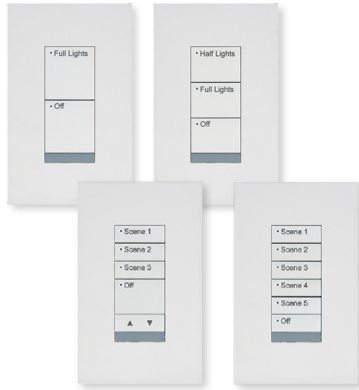 • Full Lights
• Off
• Half Lights
• Full Lights
• Off
• Scene 1
• Scene 2
• Scene 3
• Off
▲ ▼
• Scene 1
• Scene 2
• Scene 3
• Scene 4
• Scene 5
• Off